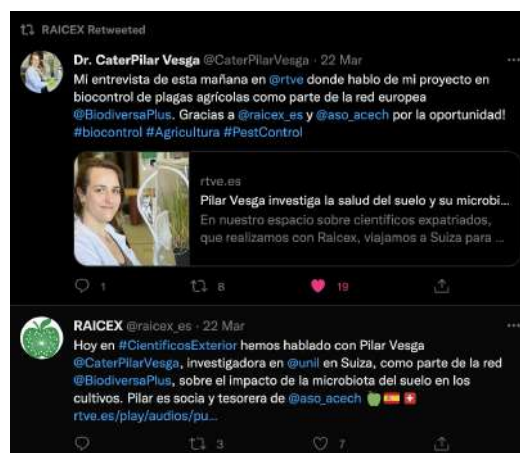 RAICEX Retweeted
Dr. CaterPilar Vesga @CaterPilarVesga · 22 Mar
Mi entrevista de esta mañana en @rtve donde hablo de mi proyecto en
biocontrol de plagas agrícolas como parte de la red europea
@BiodiversaPlus. Gracias a @raicex_es y @aso_acech por la oportunidad!
#biocontrol #Agricultura #PestControl
rtve.es
Pilar Vesga investiga la salud del suelo y su microbi...
En nuestro espacio sobre científicos expatriados,
que realizamos con Raicex, viajamos a Suiza para ...
1 8 19
RAICEX @raicex_es · 22 Mar
Hoy en #CientificosExterior hemos hablado con Pilar Vesga
@CaterPilarVesga, investigadora en @unil en Suiza, como parte de la red
@BiodiversaPlus, sobre el impacto de la microbiota del suelo en los
cultivos. Pilar es socia y tesorera de @aso_acech 🍏🇪🇸🇨🇭
rtve.es/play/audios/pu...
3 7